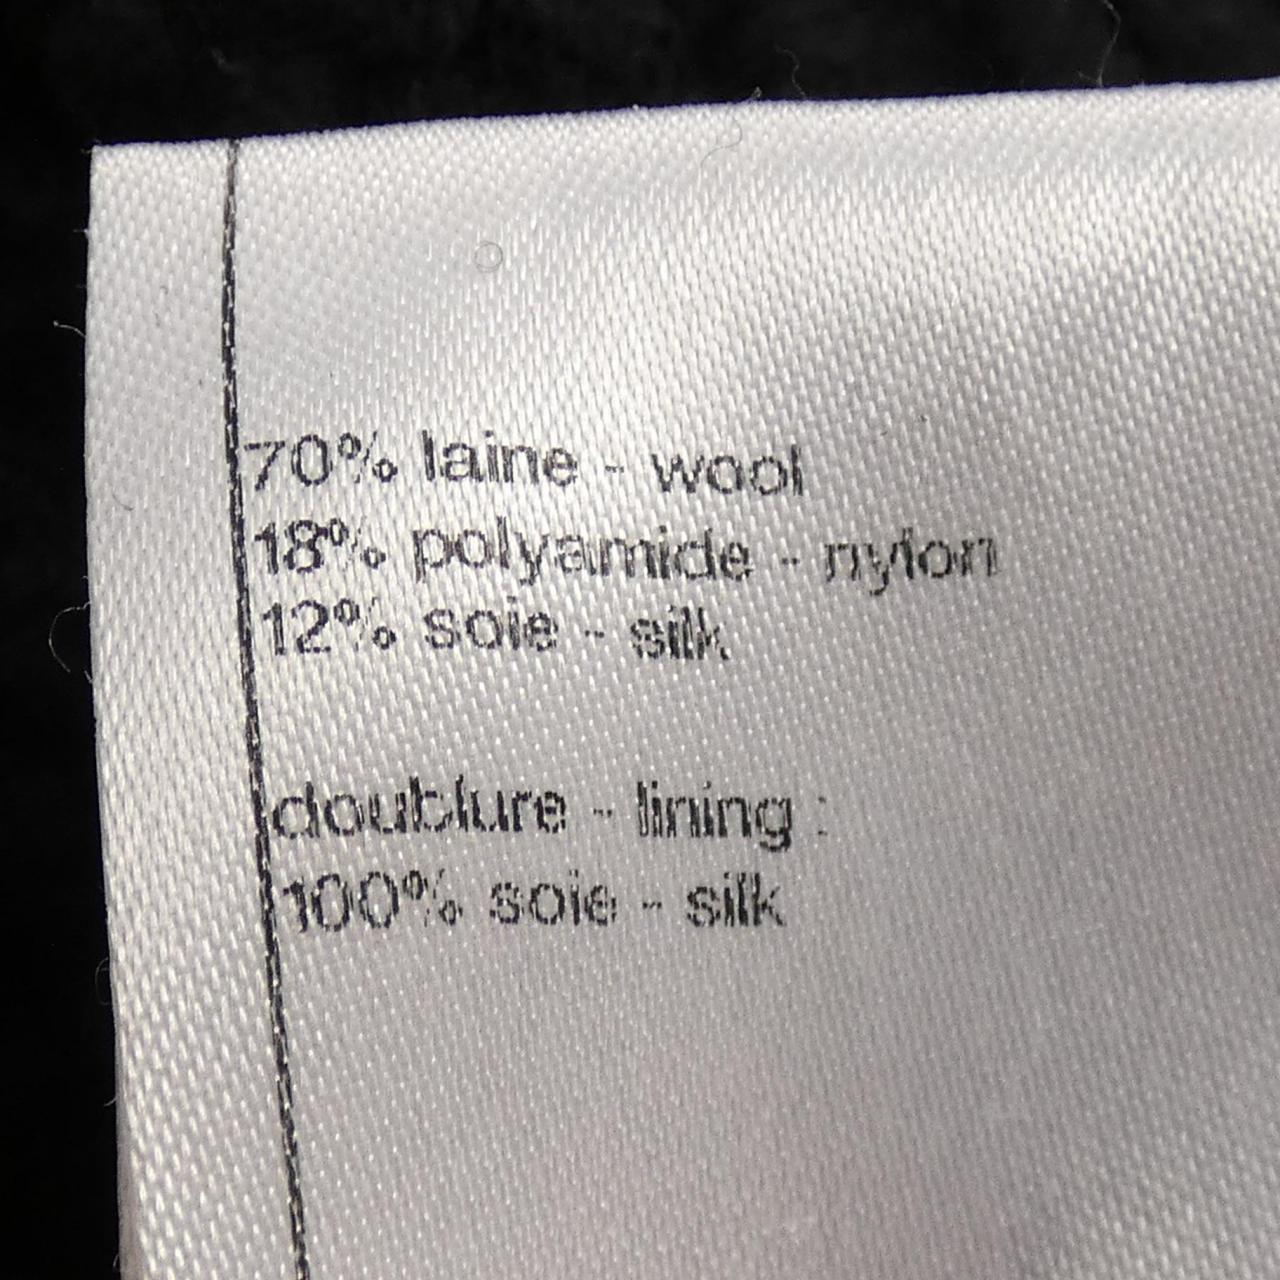 70% laine - wool
18% polyamide - nylon
12% soie - silk
doublure - lining :
100% soie - silk